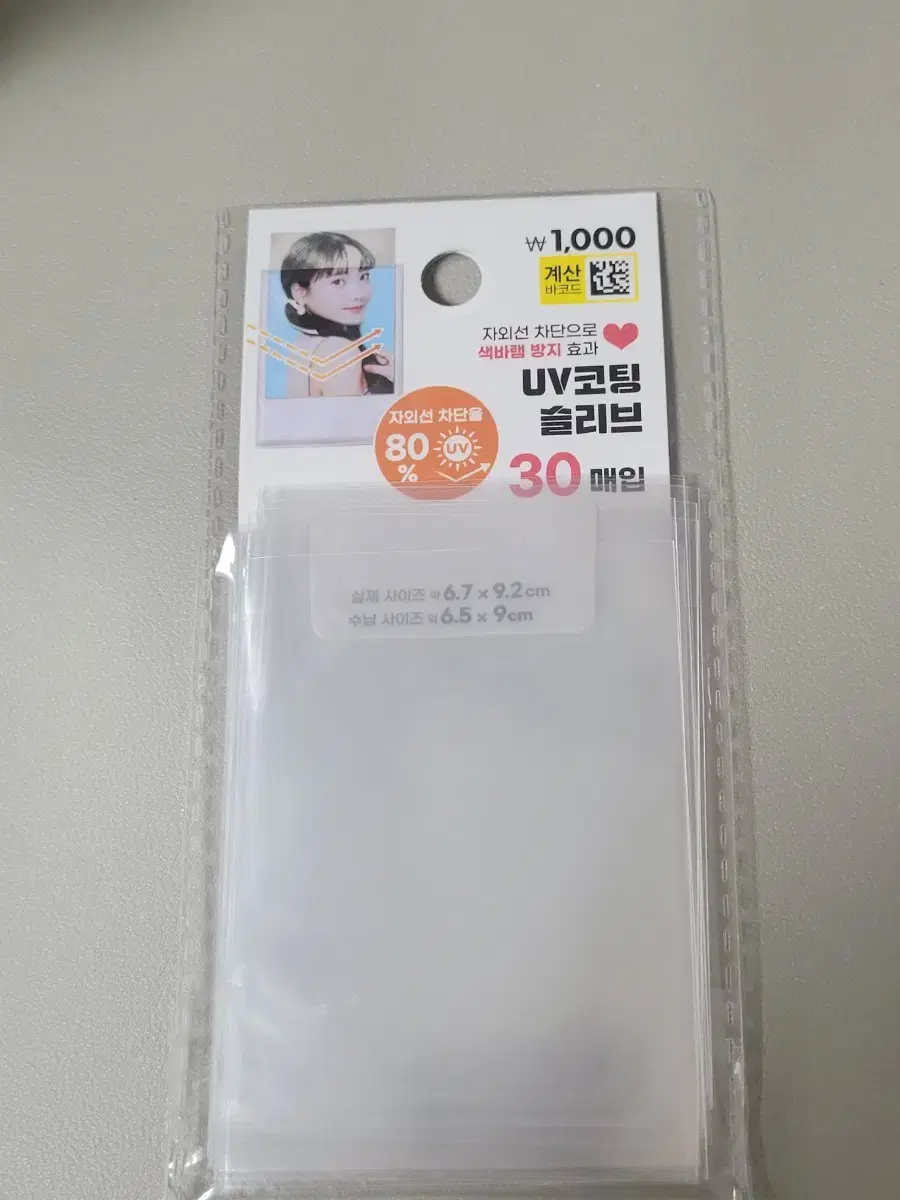 ₩1,000
계산
바코드
자외선 차단으로
색바램 방지 효과
UV코팅
슬리브
자외선 차단율
80
%
UV
30 매입
실제 사이즈 약 6.7 × 9.2 cm
수납 사이즈 약 6.5 × 9cm